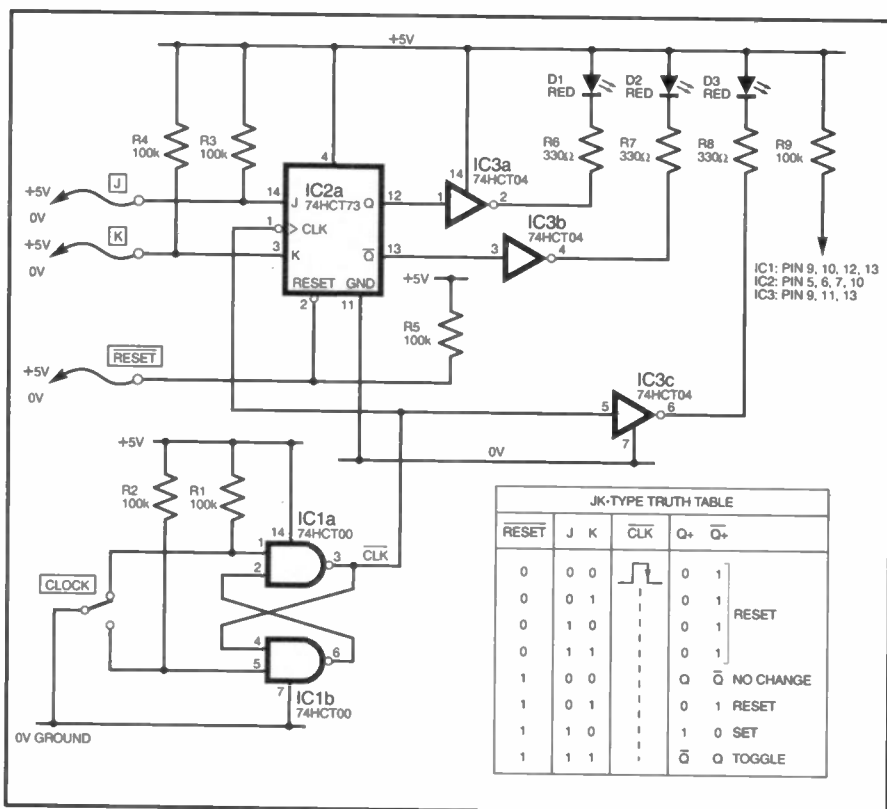 +5V
D1
RED
D2
RED
D3
RED
R4
100k
R3
100k
R6
330Ω
R7
330Ω
R8
330Ω
R9
100k
4
IC3a
74HCT04
14
1
2
IC2a
74HCT73
14
J
Q
12
1
CLK
3
K
Q̅
13
RESET
GND
2
11
IC3b
74HCT04
3
4
+5V
0V
J
+5V
0V
K
IC1: PIN 9, 10, 12, 13
IC2: PIN 5, 6, 7, 10
IC3: PIN 9, 11, 13
+5V
R5
100k
R̅E̅S̅E̅T̅
+5V
0V
IC3c
74HCT04
5
6
7
0V
+5V
R2
100k
R1
100k
IC1a
74HCT00
14
1
2
3
C̅L̅K̅
CLOCK
4
5
6
7
IC1b
74HCT00
0V GROUND
JK-TYPE TRUTH TABLE
R̅E̅S̅E̅T̅ J K C̅L̅K̅ Q+ Q̅+
0 0 0 0 1
0 0 1 0 1
0 1 0 0 1
0 1 1 0 1
RESET
1 0 0 Q Q̅ NO CHANGE
1 0 1 0 1 RESET
1 1 0 1 0 SET
1 1 1 Q̅ Q TOGGLE